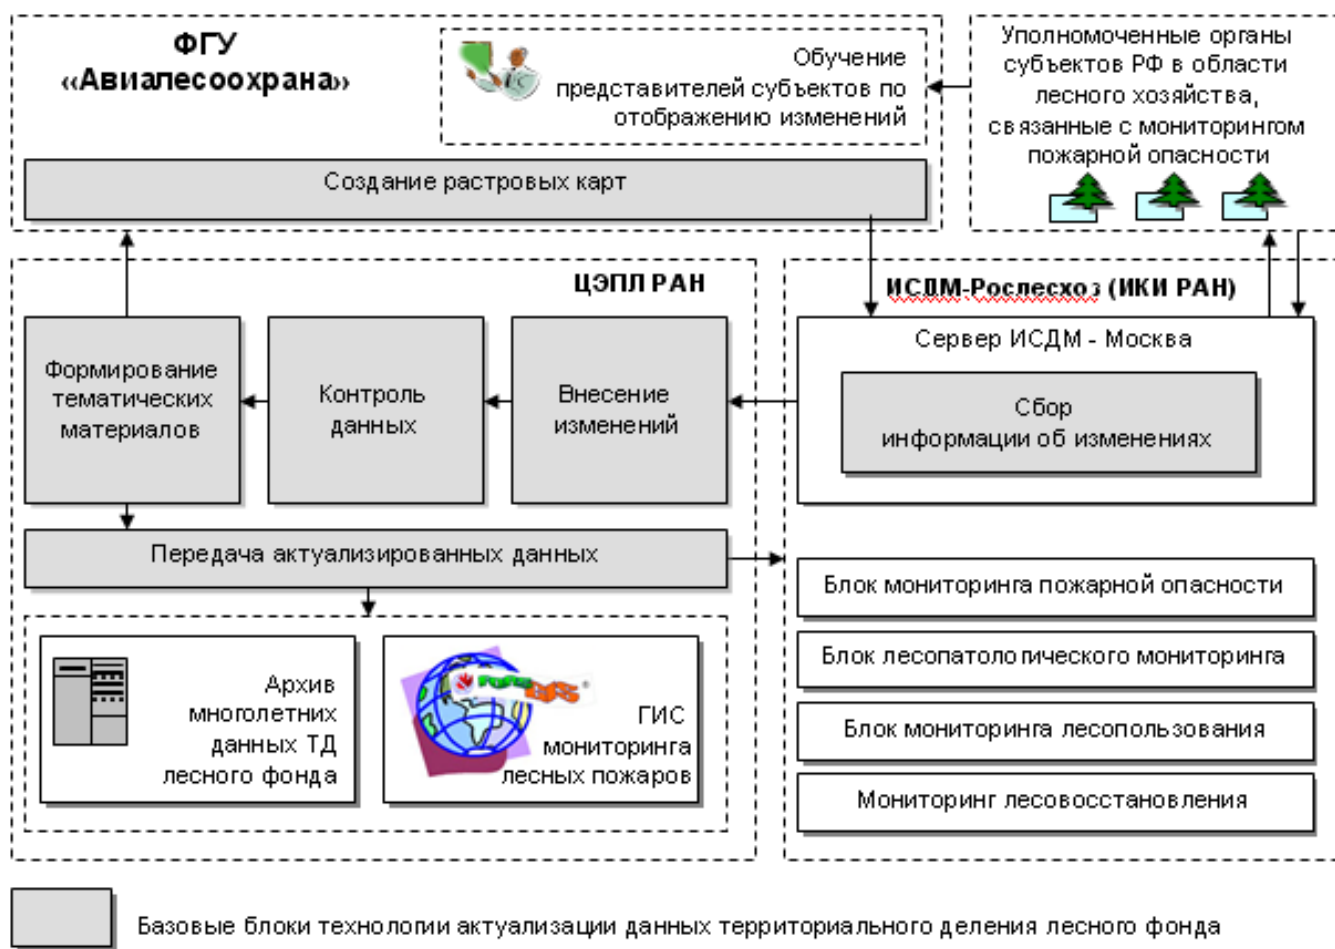 ФГУ
«Авиалесоохрана»
Обучение
представителей субъектов по
отображению изменений
Создание растровых карт
Уполномоченные органы
субъектов РФ в области
лесного хозяйства,
связанные с мониторингом
пожарной опасности
ЦЭПЛ РАН
Формирование
тематических
материалов
Контроль
данных
Внесение
изменений
Передача актуализированных данных
Архив
многолетних
данных ТД
лесного фонда
ГИС
мониторинга
лесных пожаров
ИСДМ-Рослесхоз (ИКИ РАН)
Сервер ИСДМ - Москва
Сбор
информации об изменениях
Блок мониторинга пожарной опасности
Блок лесопатологического мониторинга
Блок мониторинга лесопользования
Мониторинг лесовосстановления
Базовые блоки технологии актуализации данных территориального деления лесного фонда